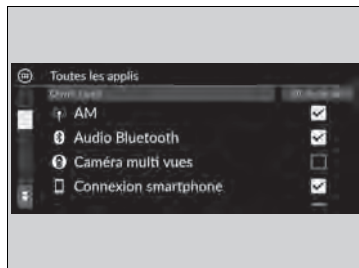 Toutes les applis
AM
Audio Bluetooth
Caméra multi vues
Connexion smartphone